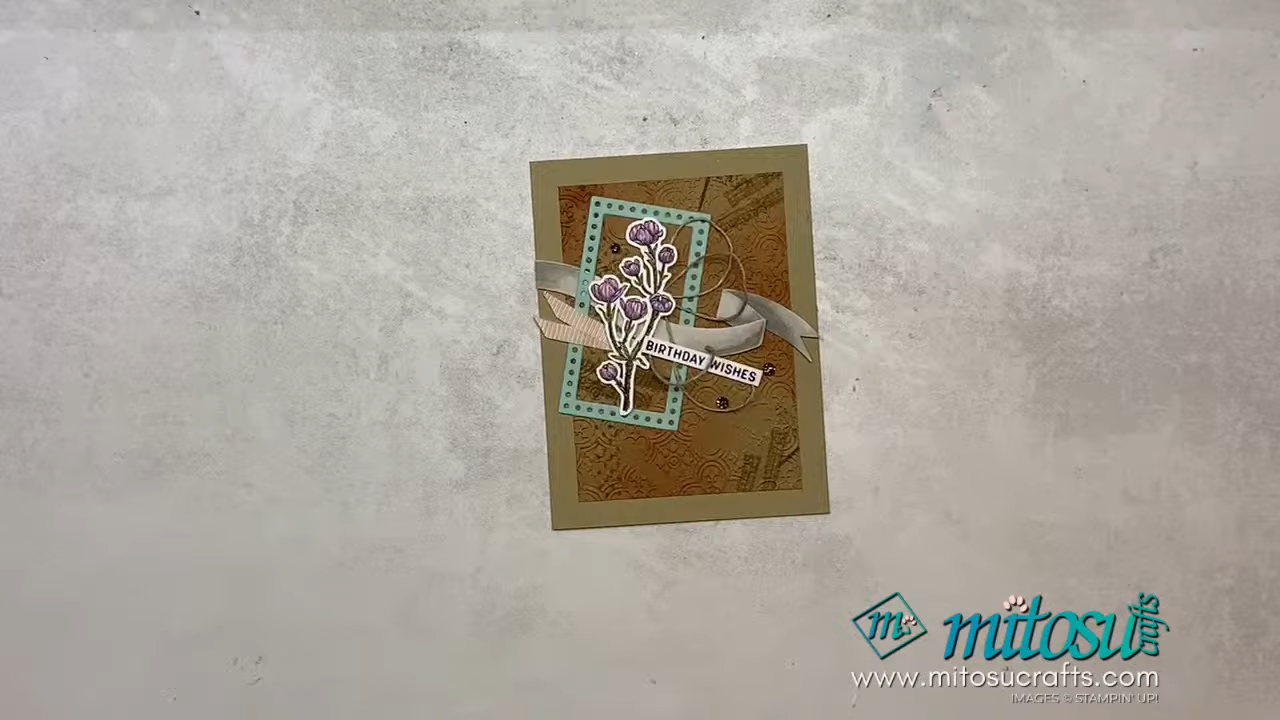 BIRTHDAY WISHES
m
mitosu crafts
www.mitosucrafts.com
IMAGES © STAMPIN' UP!